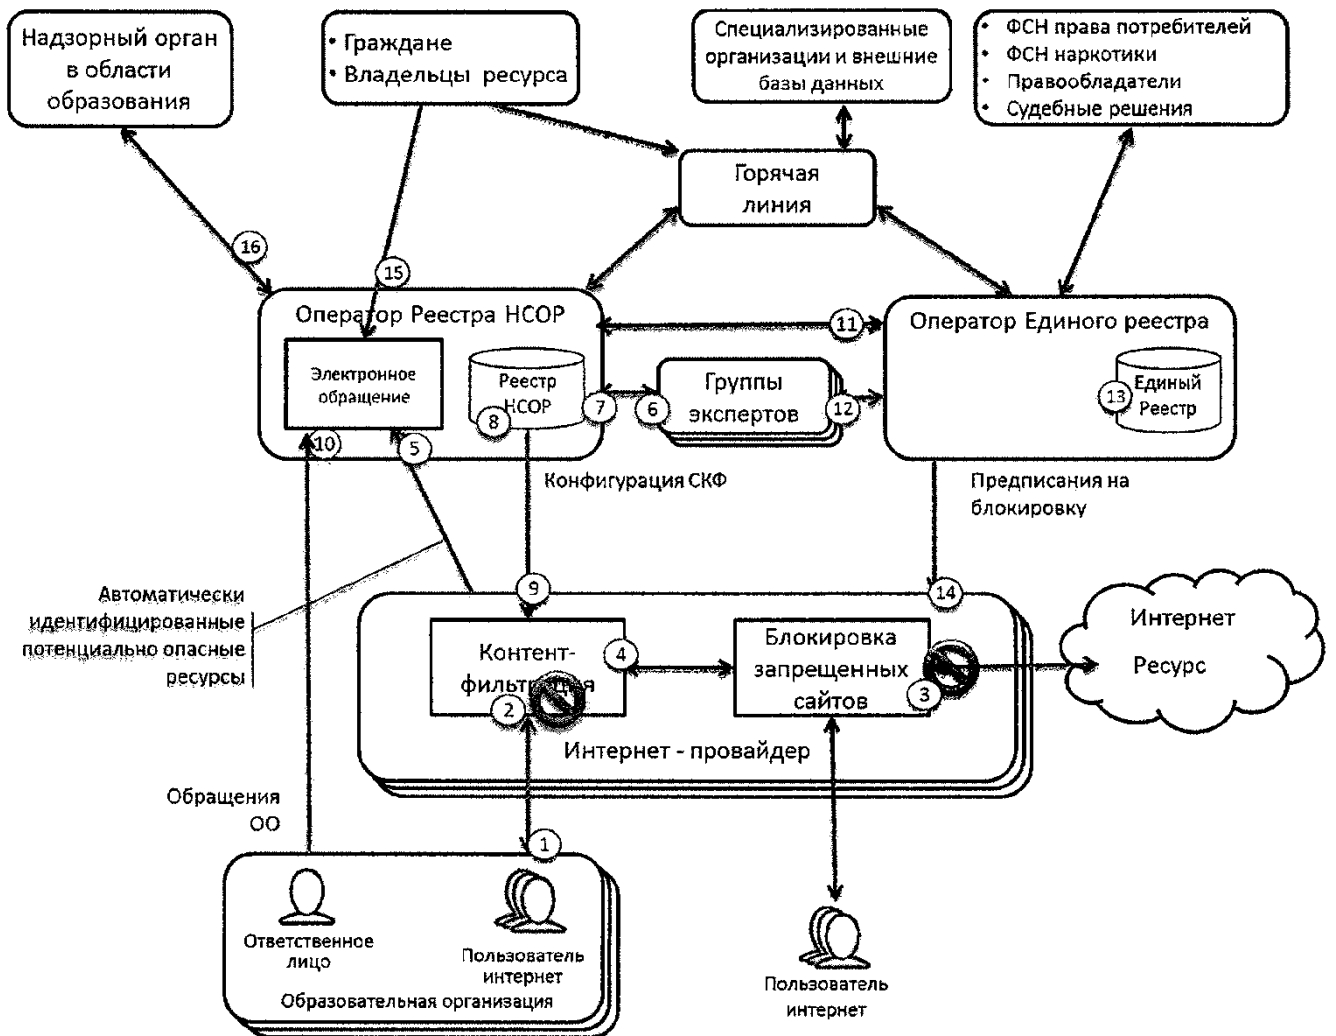 Надзорный орган
в области
образования
• Граждане
• Владельцы ресурса
Специализированные
организации и внешние
базы данных
• ФСН права потребителей
• ФСН наркотики
• Правообладатели
• Судебные решения
Горячая
линия
16
15
Оператор Реестра НСОР
11
Оператор Единого реестра
Электронное
обращение
Реестр
НСОР
8
7
6
Группы
экспертов
12
13
Единый
Реестр
10
5
Конфигурация СКФ
Предписания на
блокировку
Автоматически
идентифицированные
потенциально опасные
ресурсы
9
14
Контент-
фильтрация
2
4
Блокировка
запрещенных
сайтов
3
Интернет
Ресурс
Интернет - провайдер
Обращения
ОО
1
Ответственное
лицо
Пользователь
интернет
Образовательная организация
Пользователь
интернет